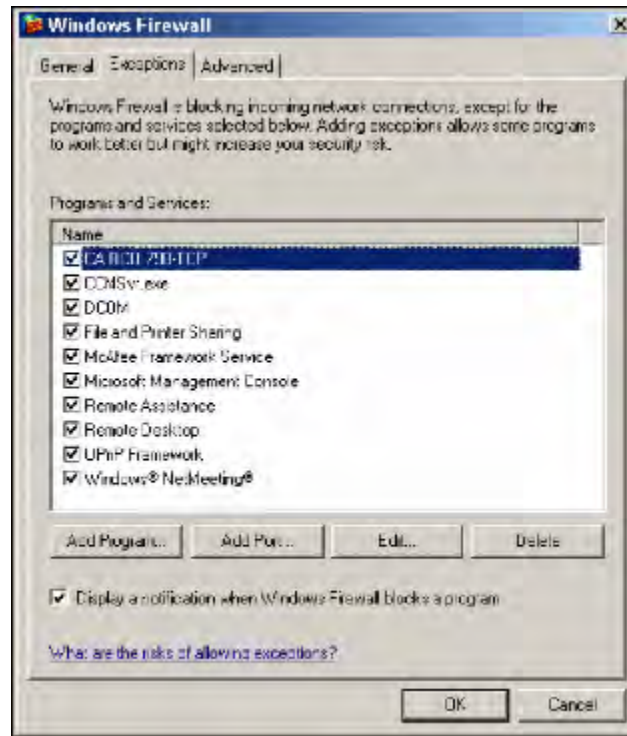 Windows Firewall
General Exceptions Advanced
Windows Firewall is blocking incoming network connections, except for the
programs and services selected below. Adding exceptions allows some programs
to work better but might increase your security risk.
Programs and Services:
Name
CCMSvr.exe
DCOM
File and Printer Sharing
McAfee Framework Service
Microsoft Management Console
Remote Assistance
Remote Desktop
UPnP Framework
Windows® NetMeeting®
Add Program... Add Port... Edit... Delete
Display a notification when Windows Firewall blocks a program
What are the risks of allowing exceptions?
OK Cancel